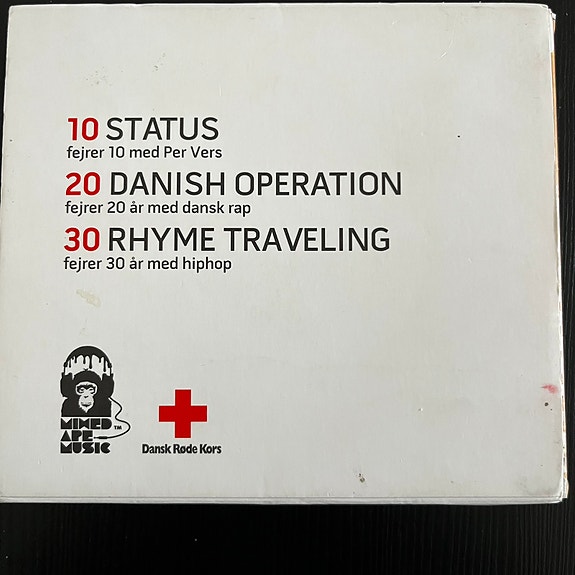 10 STATUS
fejrer 10 med Per Vers
20 DANISH OPERATION
fejrer 20 år med dansk rap
30 RHYME TRAVELING
fejrer 30 år med hiphop
MIXED
APE TM
MUSIC
Dansk Røde Kors